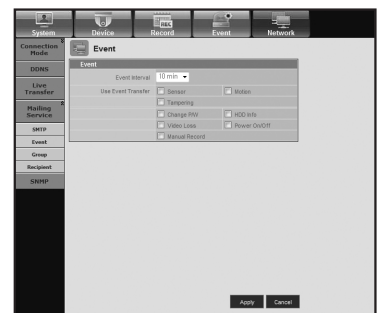 System Device Record Event Network
REC
Connection Mode
DDNS
Live Transfer
Mailing Service
SMTP
Event
Group
Recipient
SNMP
Event
Event
Event Interval 10 min
Use Event Transfer Sensor Motion
Tampering
Change P/W HDD Info
Video Loss Power On/Off
Manual Record
Apply Cancel